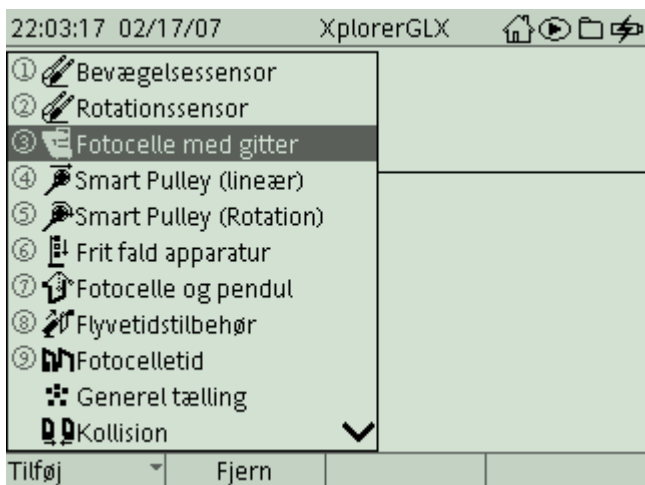 22:03:17 02/17/07 XplorerGLX
① Bevægelsessensor
② Rotationssensor
③ Fotocelle med gitter
④ Smart Pulley (lineær)
⑤ Smart Pulley (Rotation)
⑥ Frit fald apparatur
⑦ Fotocelle og pendul
⑧ Flyvetidstilbehør
⑨ Fotocelletid
Generel tælling
Kollision
Tilføj Fjern